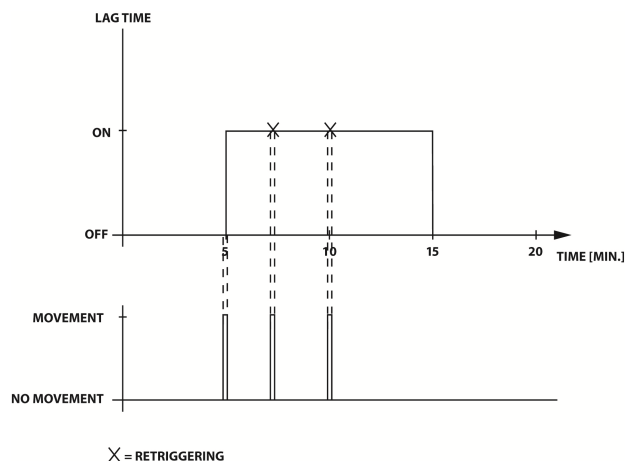 LAG TIME
ON
OFF
5
10
15
20
TIME [MIN.]
MOVEMENT
NO MOVEMENT
X = RETRIGGERING